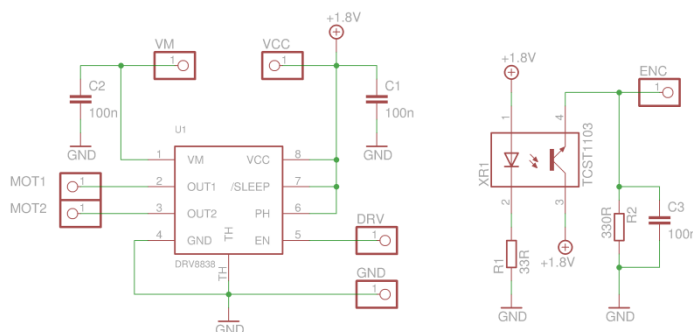 +1.8V
VM
1
VCC
1
C2
100n
GND
C1
100n
GND
U1
1
VM
VCC
8
MOT1
1
2
OUT1
/SLEEP
7
MOT2
1
3
OUT2
PH
6
4
GND
TH
EN
5
DRV
1
DRV8838
TH
GND
1
GND
+1.8V
ENC
1
1
4
XR1
TCST1103
2
3
R1
33R
+1.8V
330R
R2
C3
100n
GND
GND